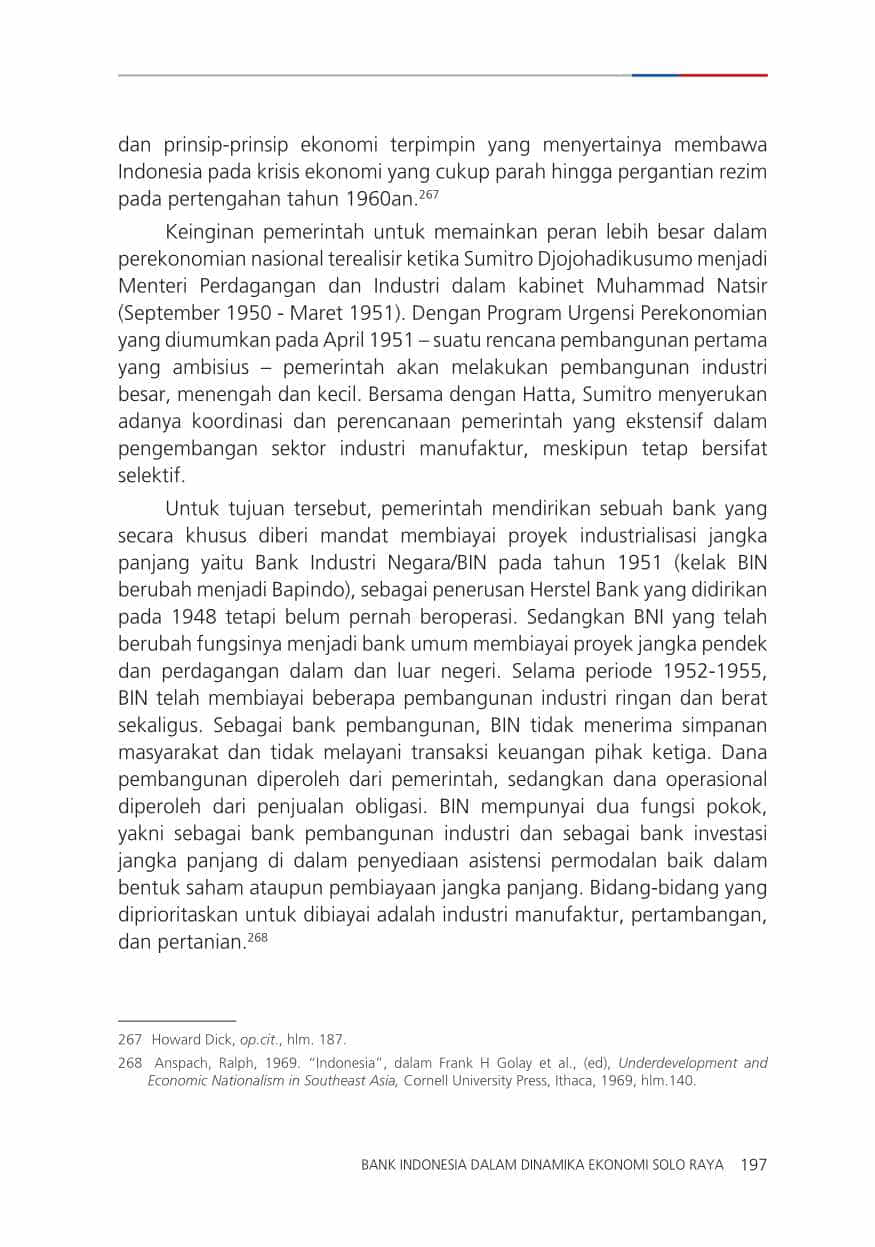 dan prinsip-prinsip ekonomi terpimpin yang menyertainya membawa
Indonesia pada krisis ekonomi yang cukup parah hingga pergantian rezim
pada pertengahan tahun 1960an.267
Keinginan pemerintah untuk memainkan peran lebih besar dalam
perekonomian nasional terealisir ketika Sumitro Djojohadikusumo menjadi
Menteri Perdagangan dan Industri dalam kabinet Muhammad Natsir
(September 1950 - Maret 1951). Dengan Program Urgensi Perekonomian
yang diumumkan pada April 1951 – suatu rencana pembangunan pertama
yang ambisius – pemerintah akan melakukan pembangunan industri
besar, menengah dan kecil. Bersama dengan Hatta, Sumitro menyerukan
adanya koordinasi dan perencanaan pemerintah yang ekstensif dalam
pengembangan sektor industri manufaktur, meskipun tetap bersifat
selektif.
Untuk tujuan tersebut, pemerintah mendirikan sebuah bank yang
secara khusus diberi mandat membiayai proyek industrialisasi jangka
panjang yaitu Bank Industri Negara/BIN pada tahun 1951 (kelak BIN
berubah menjadi Bapindo), sebagai penerusan Herstel Bank yang didirikan
pada 1948 tetapi belum pernah beroperasi. Sedangkan BNI yang telah
berubah fungsinya menjadi bank umum membiayai proyek jangka pendek
dan perdagangan dalam dan luar negeri. Selama periode 1952-1955,
BIN telah membiayai beberapa pembangunan industri ringan dan berat
sekaligus. Sebagai bank pembangunan, BIN tidak menerima simpanan
masyarakat dan tidak melayani transaksi keuangan pihak ketiga. Dana
pembangunan diperoleh dari pemerintah, sedangkan dana operasional
diperoleh dari penjualan obligasi. BIN mempunyai dua fungsi pokok,
yakni sebagai bank pembangunan industri dan sebagai bank investasi
jangka panjang di dalam penyediaan asistensi permodalan baik dalam
bentuk saham ataupun pembiayaan jangka panjang. Bidang-bidang yang
diprioritaskan untuk dibiayai adalah industri manufaktur, pertambangan,
dan pertanian.268
267 Howard Dick, op.cit., hlm. 187.
268 Anspach, Ralph, 1969. “Indonesia”, dalam Frank H Golay et al., (ed), Underdevelopment and
Economic Nationalism in Southeast Asia, Cornell University Press, Ithaca, 1969, hlm.140.
BANK INDONESIA DALAM DINAMIKA EKONOMI SOLO RAYA 197